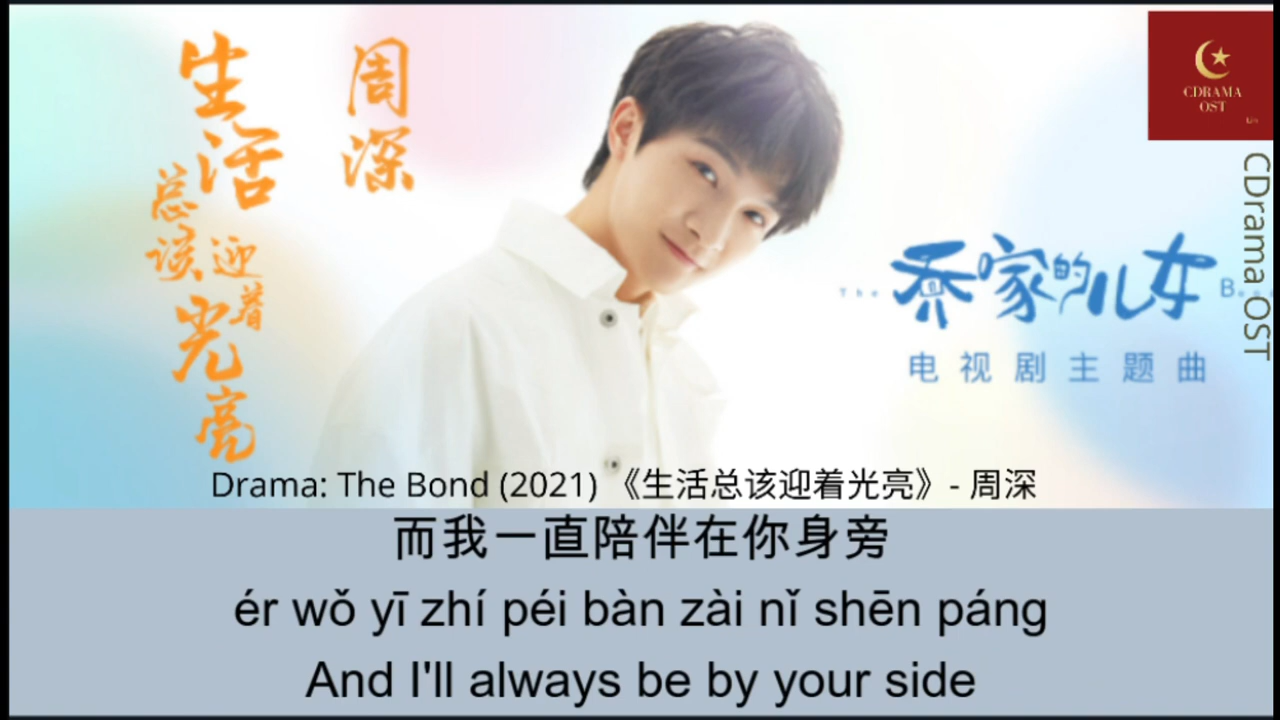 生活
总该迎着
光亮
周深
CDRAMA
OST
CDrama OST
The
乔家的儿女
电视剧主题曲
Drama: The Bond (2021) 《生活总该迎着光亮》- 周深
而我一直陪伴在你身旁
ér wǒ yī zhí péi bàn zài nǐ shēn páng
And I'll always be by your side